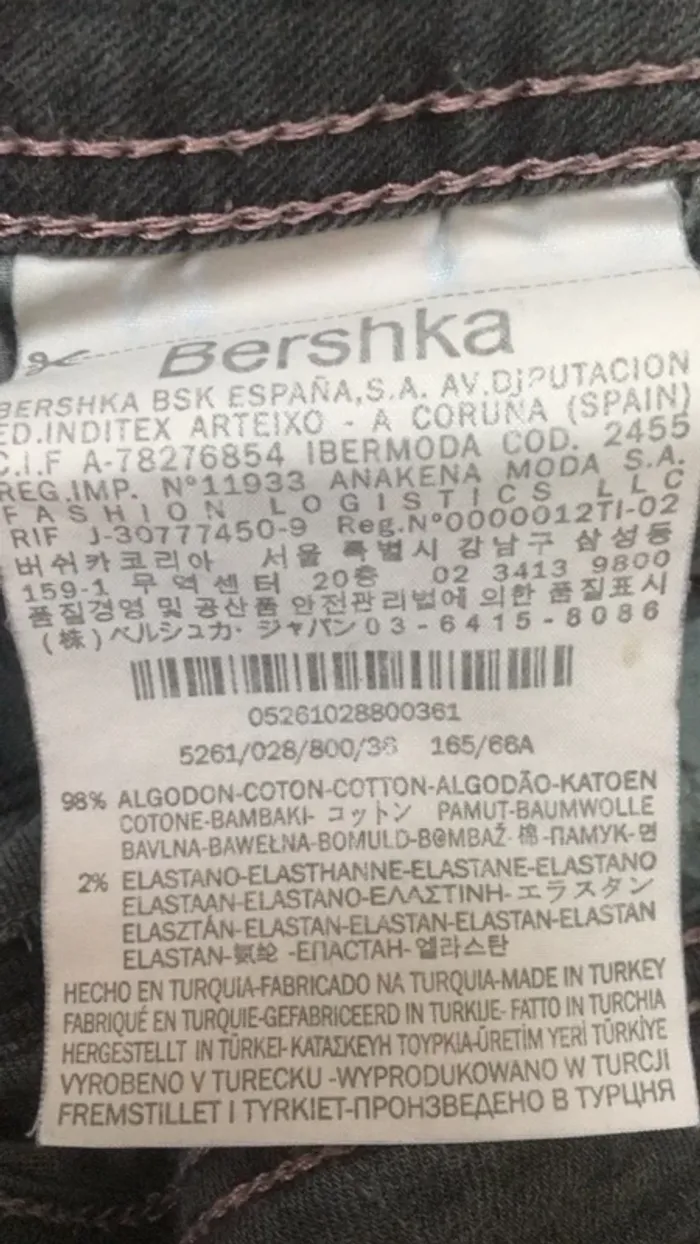 Bershka
BERSHKA BSK ESPAÑA,S.A. AV.DIPUTACION
ED.INDITEX ARTEIXO - A CORUÑA (SPAIN)
C.I.F A-78276854 IBERMODA COD. 2455
REG.IMP. Nº11933 ANAKENA MODA S.A.
FASHION LOGISTICS LLC
RIF J-30777450-9 Reg.Nº0000012TI-02
버쉬카코리아 서울 특별시 강남구 삼성동
159-1 무역센터 20층 02 3413 9800
품질경영 및 공산품 안전관리법에 의한 품질표시
(株)ベルシュカ・ジャパン03-6415-8086
05261028800361
5261/028/800/36 165/66A
98% ALGODON-COTON-COTTON-ALGODÃO-KATOEN
COTONE-BAMBAKI- コットン PAMUT-BAUMWOLLE
BAVLNA-BAWEŁNA-BOMULD-B@MBAŽ-棉-ПAMУK-면
2% ELASTANO-ELASTHANNE-ELASTANE-ELASTANO
ELASTAAN-ELASTANO-ΕΛΑΣΤΙΝΗ-エラスタン
ELASZTÁN-ELASTAN-ELASTAN-ELASTAN-ELASTAN
ELASTAN-氨纶 -ЕПАСТАН-엘라스탄
HECHO EN TURQUIA-FABRICADO NA TURQUIA-MADE IN TURKEY
FABRIQUÉ EN TURQUIE-GEFABRICEERD IN TURKIJE- FATTO IN TURCHIA
HERGESTELLT IN TÜRKEI-ΚΑΤΑΣΚΕΥΗ ΤΟΥΡΚΙΑ-ÜRETİM YERİ TÜRKİYE
VYROBENO V TURECKU -WYPRODUKOWANO W TURCJI
FREMSTILLET I TYRKIET-ПРОНЗВЕДЕНО В ТУРЦНЯ